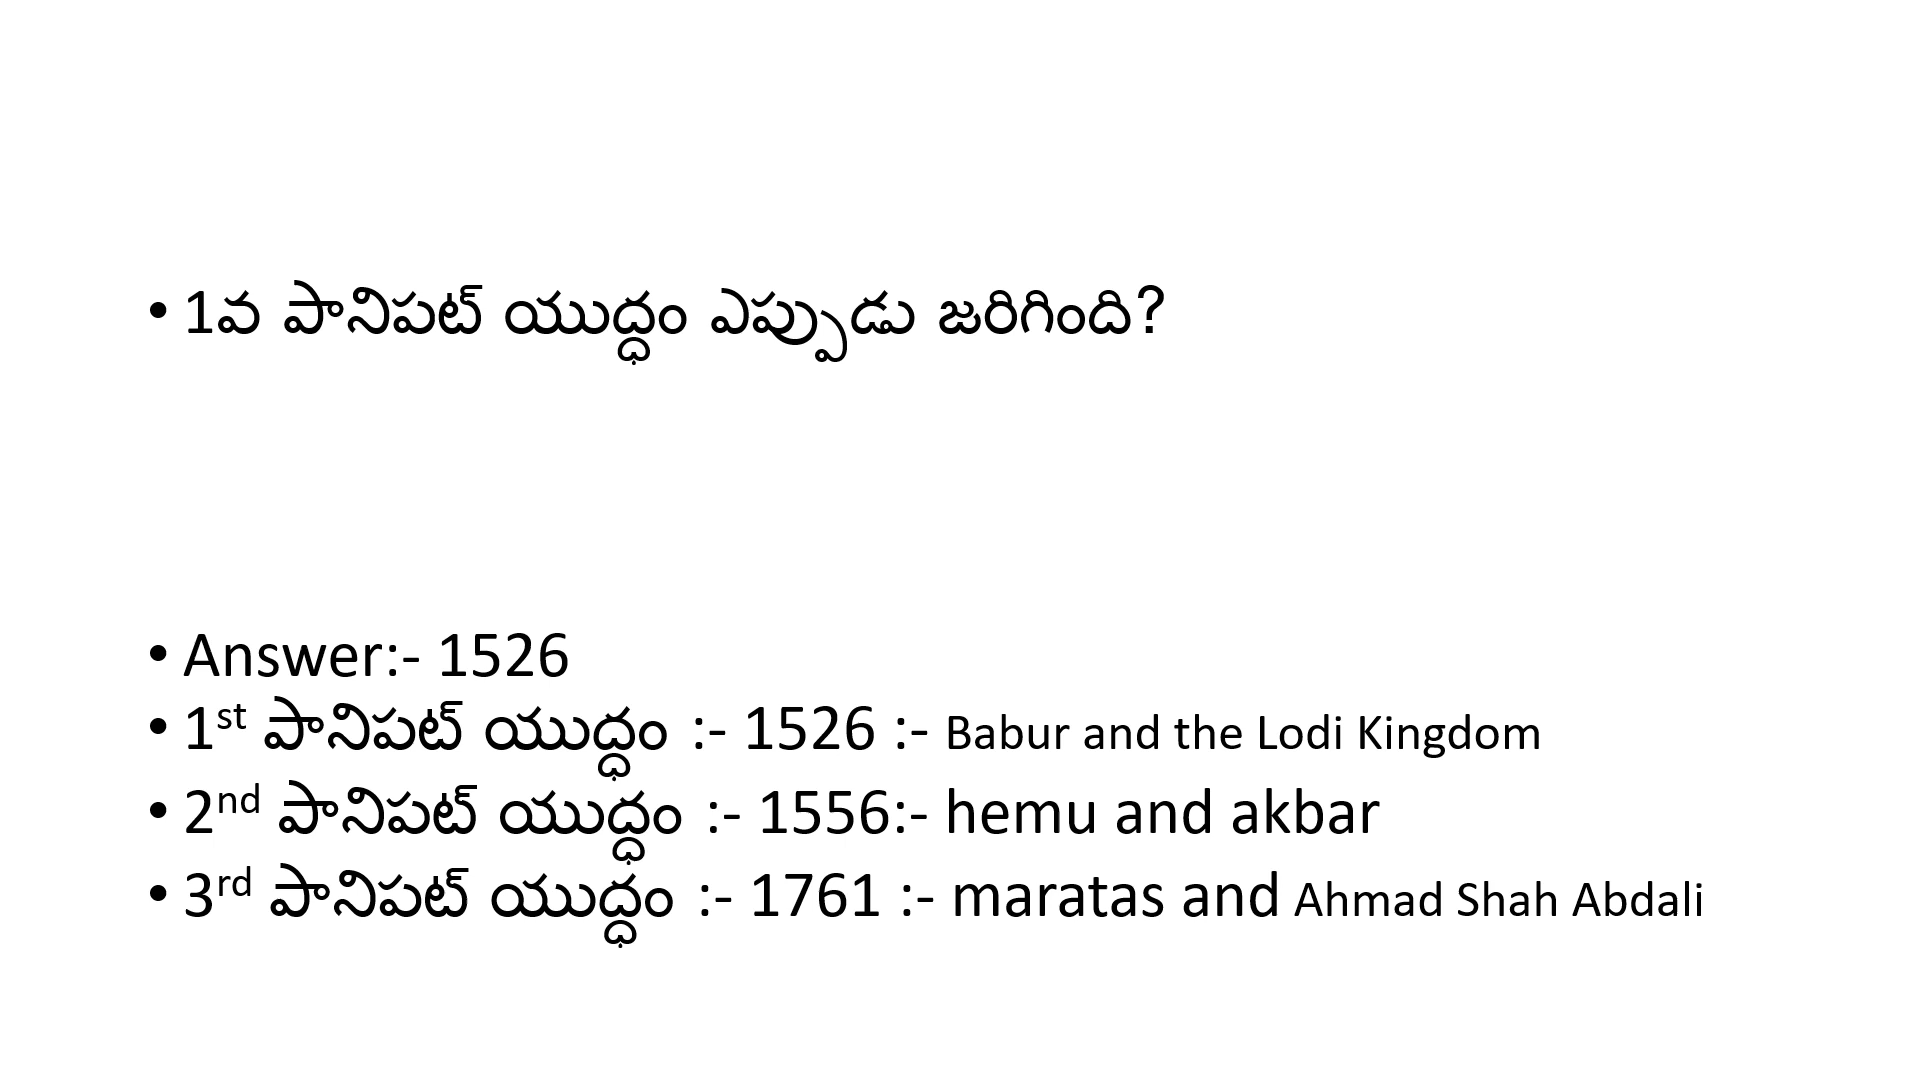 • 1వ పానిపట్ యుద్ధం ఎప్పుడు జరిగింది?
• Answer:- 1526
• 1st పానిపట్ యుద్ధం :- 1526 :- Babur and the Lodi Kingdom
• 2nd పానిపట్ యుద్ధం :- 1556:- hemu and akbar
• 3rd పానిపట్ యుద్ధం :- 1761 :- maratas and Ahmad Shah Abdali